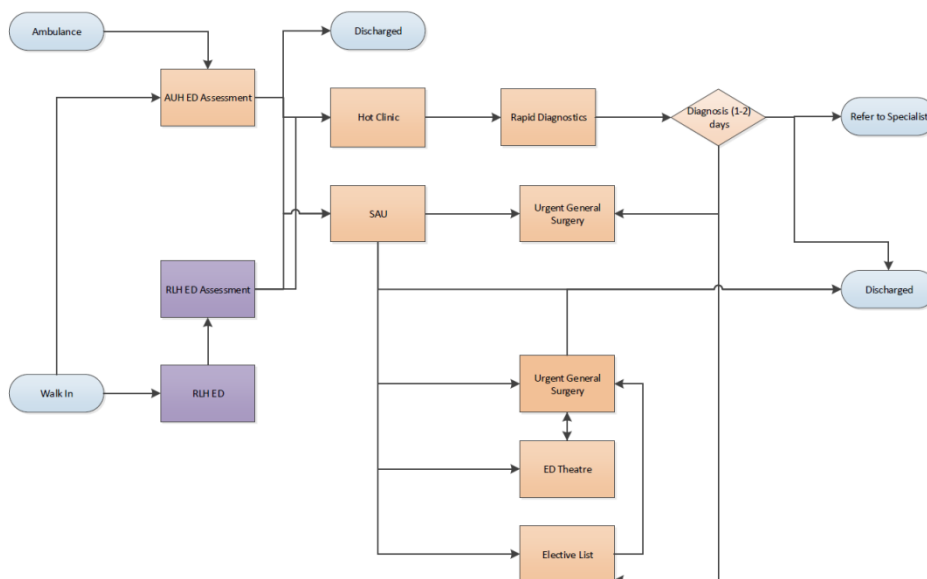 Ambulance
Discharged
AUH ED Assessment
Hot Clinic
Rapid Diagnostics
Diagnosis (1-2)
days
Refer to Specialist
SAU
Urgent General
Surgery
RLH ED Assessment
Discharged
Walk In
RLH ED
Urgent General
Surgery
ED Theatre
Elective List